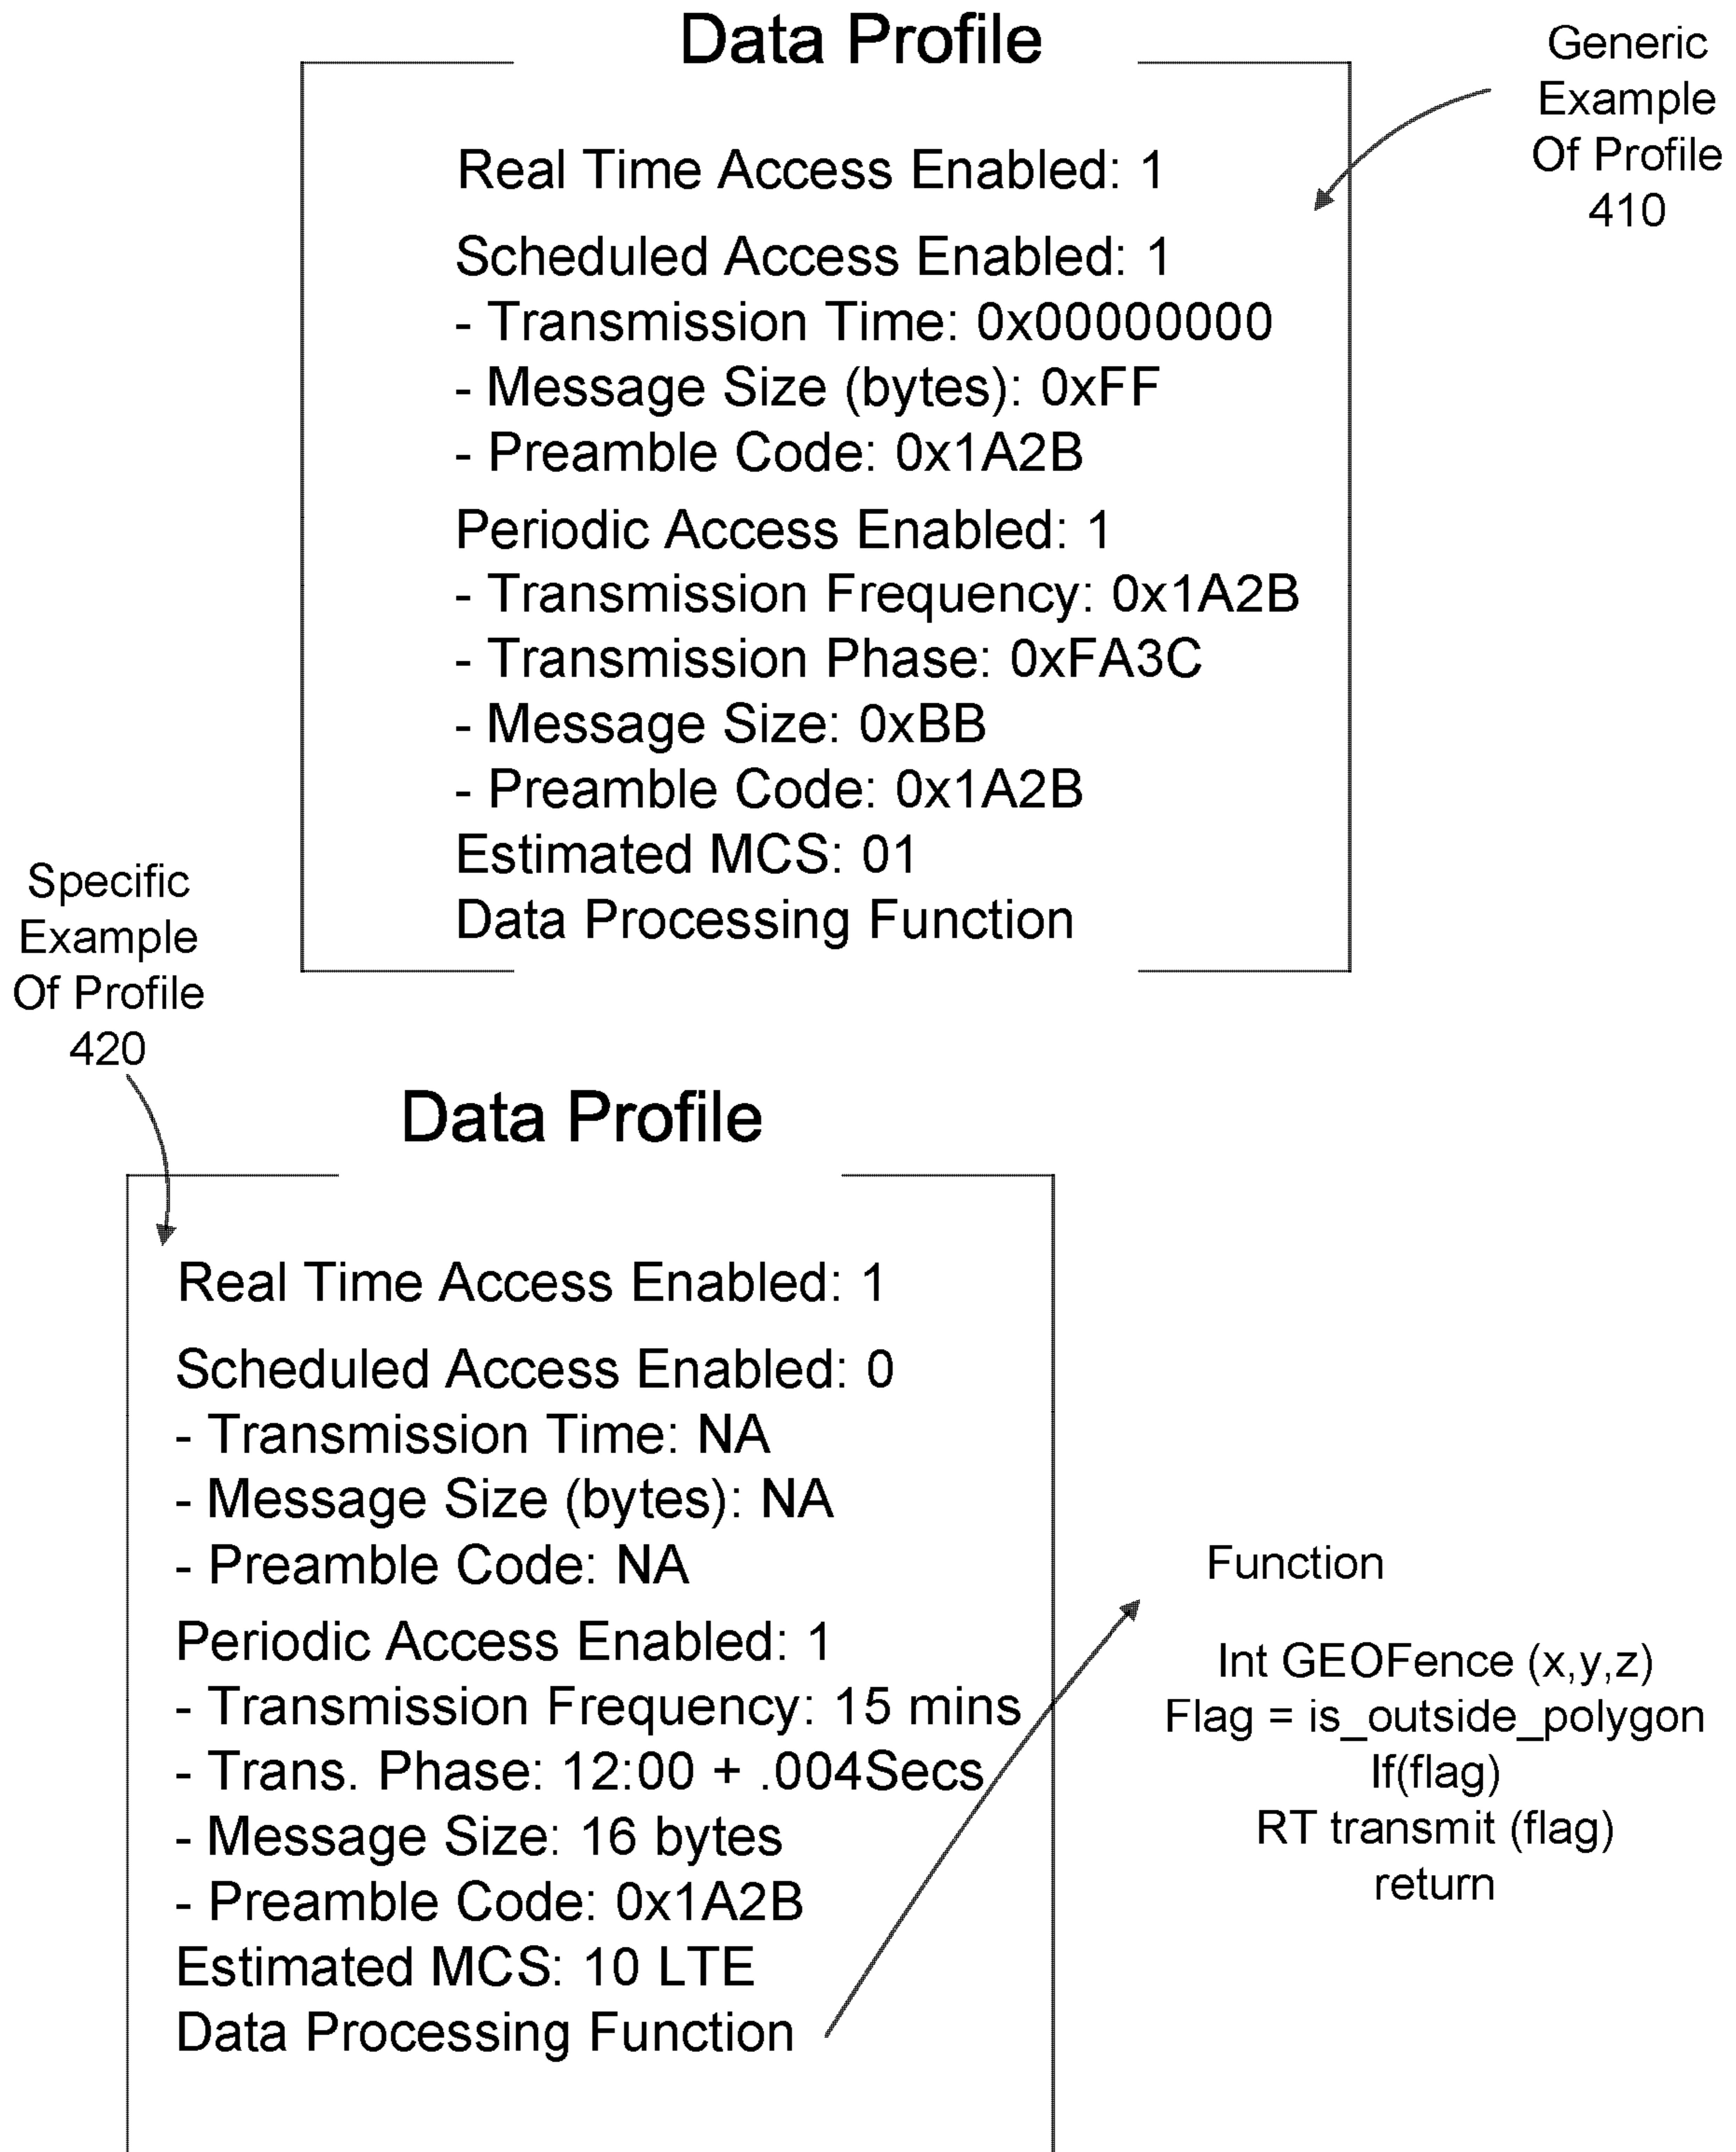 Data Profile
Generic
Example
Of Profile
410
Real Time Access Enabled: 1
Scheduled Access Enabled: 1
- Transmission Time: 0x00000000
- Message Size (bytes): 0xFF
- Preamble Code: 0x1A2B
Periodic Access Enabled: 1
- Transmission Frequency: 0x1A2B
- Transmission Phase: 0xFA3C
- Message Size: 0xBB
- Preamble Code: 0x1A2B
Estimated MCS: 01
Data Processing Function
Specific
Example
Of Profile
420
Data Profile
Real Time Access Enabled: 1
Scheduled Access Enabled: 0
- Transmission Time: NA
- Message Size (bytes): NA
- Preamble Code: NA
Periodic Access Enabled: 1
- Transmission Frequency: 15 mins
- Trans. Phase: 12:00 + .004Secs
- Message Size: 16 bytes
- Preamble Code: 0x1A2B
Estimated MCS: 10 LTE
Data Processing Function
Function
Int GEOFence (x,y,z)
Flag = is_outside_polygon
If(flag)
RT transmit (flag)
return